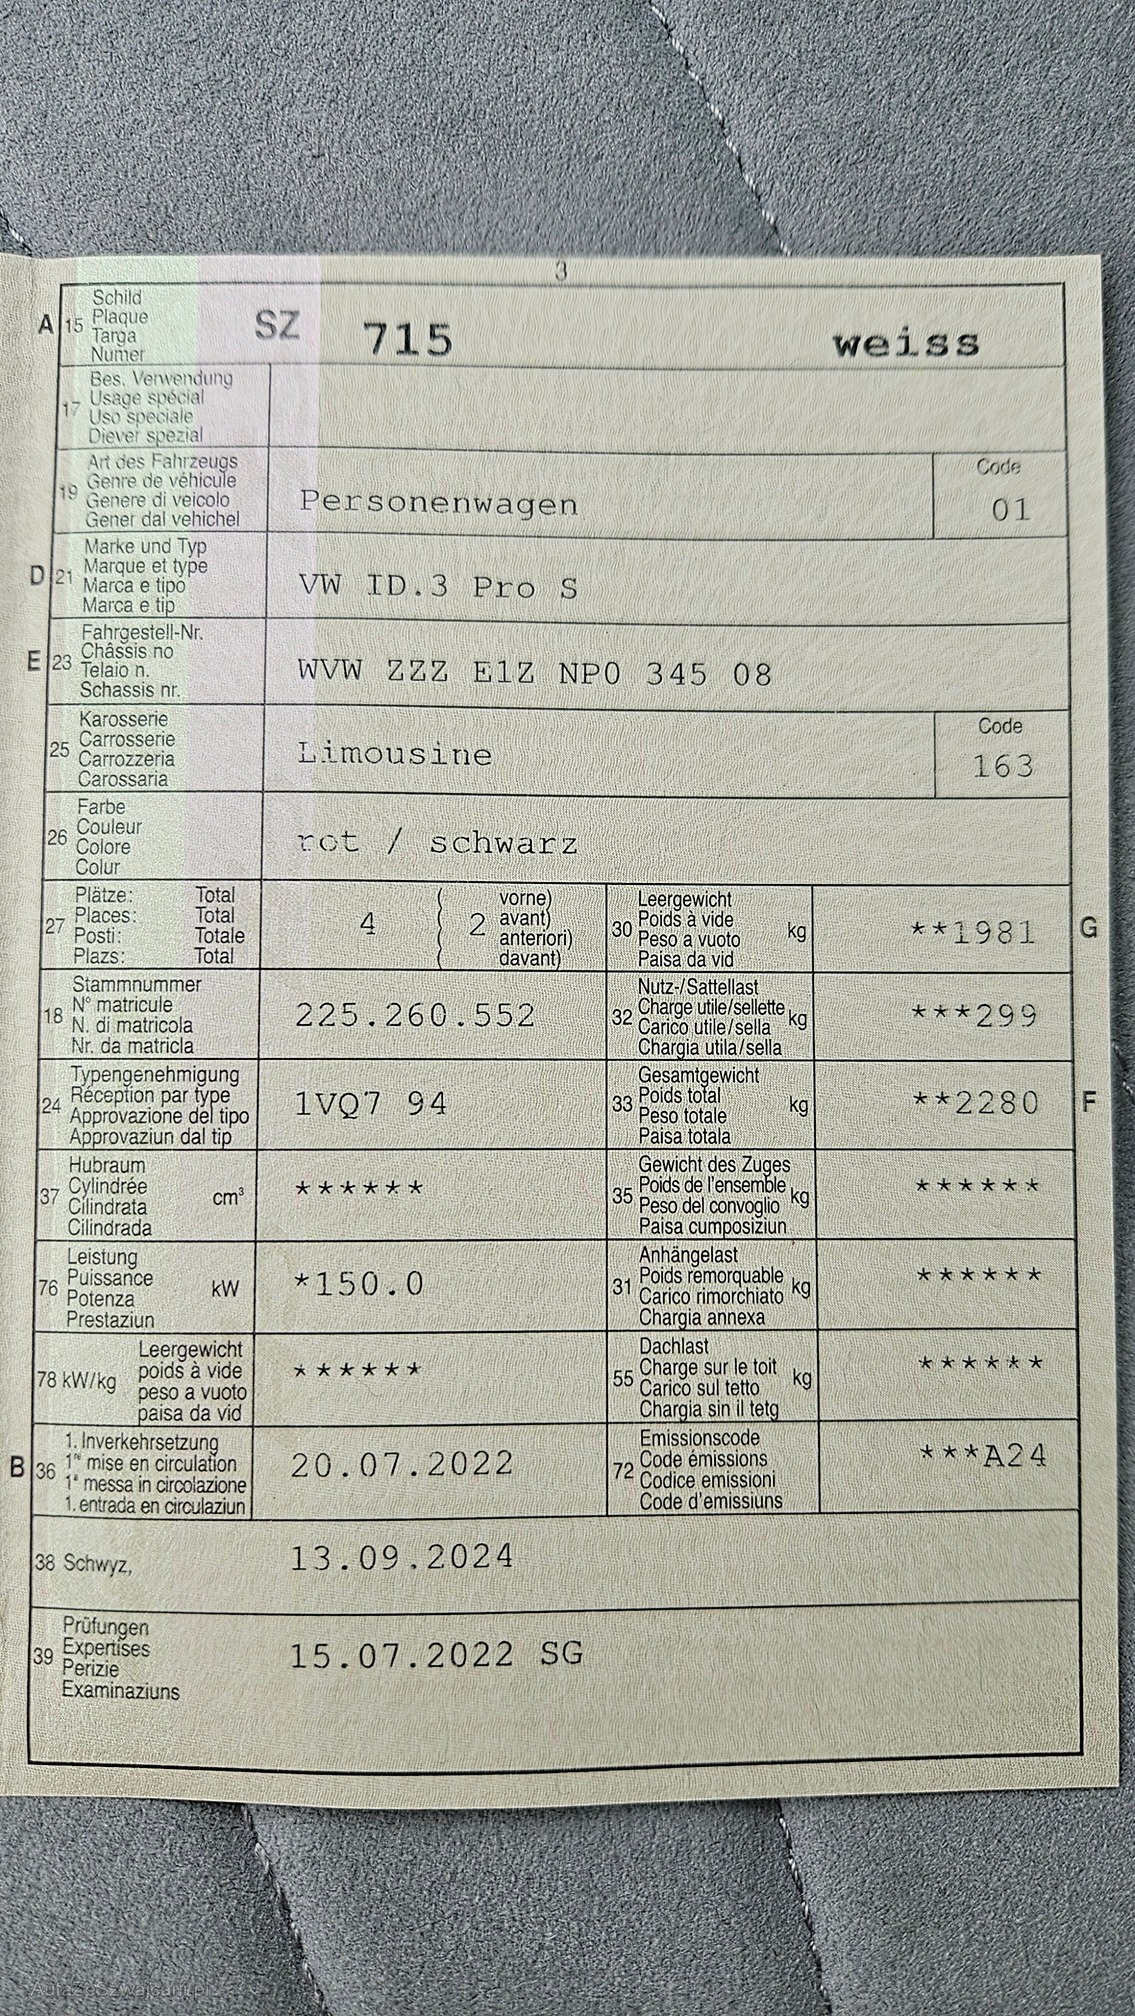 3
A 15 Schild Plaque Targa Numer SZ 715 weiss
17 Bes. Verwendung Usage spécial Uso speciale Diever spezial
19 Art des Fahrzeugs Genre de véhicule Genere di veicolo Gener dal vehichel Personenwagen Code 01
D 21 Marke und Typ Marque et type Marca e tipo Marca e tip VW ID.3 Pro S
E 23 Fahrgestell-Nr. Châssis no Telaio n. Schassis nr. WVW ZZZ E1Z NP0 345 08
25 Karosserie Carrosserie Carrozzeria Carossaria Limousine Code 163
26 Farbe Couleur Colore Colur rot / schwarz
27 Plätze: Total Places: Total Posti: Totale Plazs: Total 4 ( 2 vorne) avant) anteriori) davant)
30 Leergewicht Poids à vide Peso a vuoto Paisa da vid kg **1981 G
18 Stammnummer N° matricule N. di matricola Nr. da matricla 225.260.552
32 Nutz-/Sattellast Charge utile/sellette Carico utile/sella Chargia utila/sella kg ***299
24 Typengenehmigung Réception par type Approvazione del tipo Approvaziun dal tip 1VQ7 94
33 Gesamtgewicht Poids total Peso totale Paisa totala kg **2280 F
37 Hubraum Cylindrée Cilindrata Cilindrada cm³ ******
35 Gewicht des Zuges Poids de l'ensemble Peso del convoglio Paisa cumposiziun kg ******
76 Leistung Puissance Potenza Prestaziun kW *150.0
31 Anhängelast Poids remorquable Carico rimorchiato Chargia annexa kg ******
78 kW/kg Leergewicht poids à vide peso a vuoto paisa da vid ******
55 Dachlast Charge sur le toit Carico sul tetto Chargia sin il tetg kg ******
B 36 1. Inverkehrsetzung 1re mise en circulation 1a messa in circolazione 1. entrada en circulaziun 20.07.2022
72 Emissionscode Code émissions Codice emissioni Code d'emissiuns ***A24
38 Schwyz, 13.09.2024
39 Prüfungen Expertises Perizie Examinaziuns 15.07.2022 SG